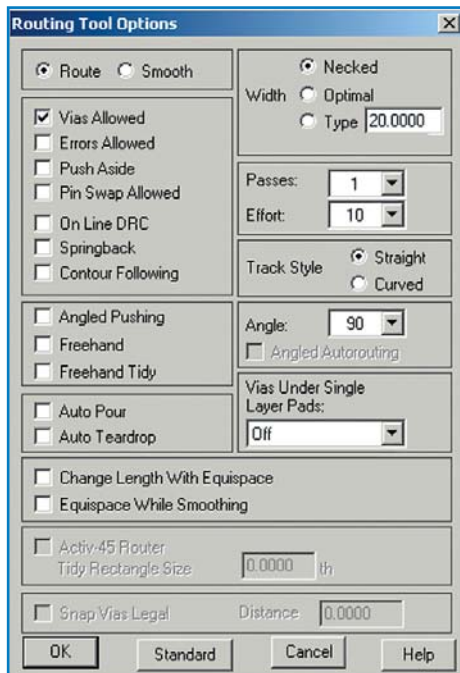 Routing Tool Options
Route Smooth
Vias Allowed
Errors Allowed
Push Aside
Pin Swap Allowed
On Line DRC
Springback
Contour Following
Angled Pushing
Freehand
Freehand Tidy
Auto Pour
Auto Teardrop
Necked
Width Optimal
Type 20.0000
Passes: 1
Effort: 10
Track Style Straight
Curved
Angle: 90
Angled Autorouting
Vias Under Single
Layer Pads:
Off
Change Length With Equispace
Equispace While Smoothing
Activ-45 Router
Tidy Rectangle Size 0.0000 th
Snap Vias Legal Distance 0.0000
OK Standard Cancel Help